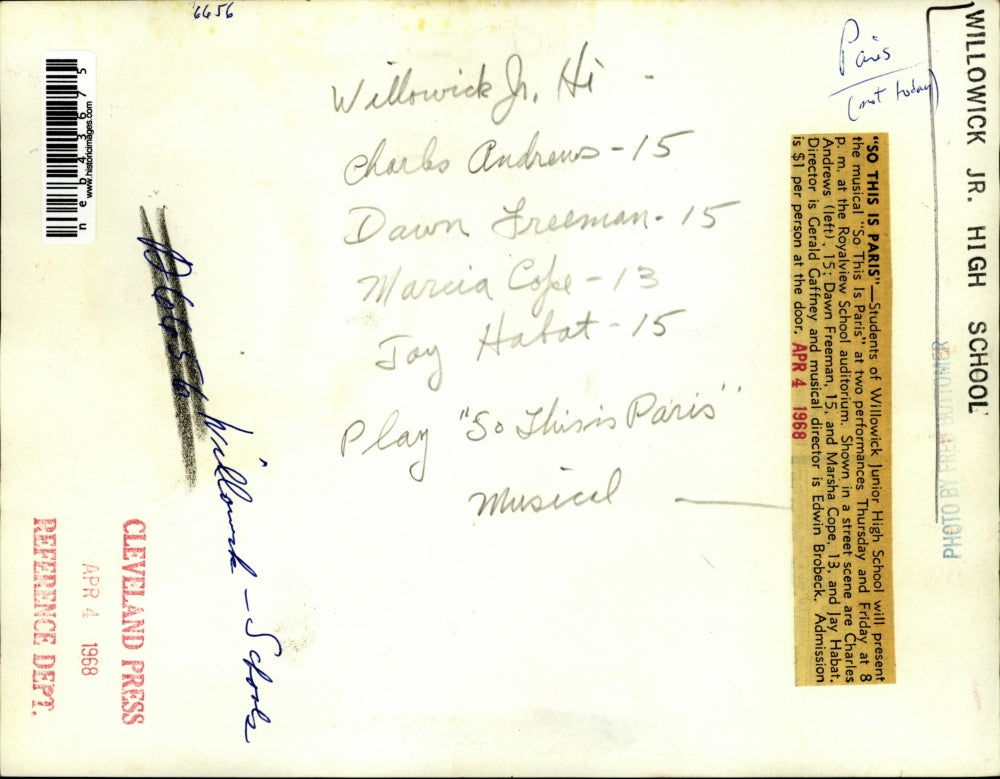 6656
Paris
(not today)
WILLOWICK JR. HIGH SCHOOL
PHOTO BY FRED BOTTOMER
www.historicimages.com
neb43675
Willowick Jr. Hi -
Charles Andrews - 15
Dawn Freeman - 15
Marcia Cope - 13
Jay Habat - 15
Play "So This is Paris"
Musical
"SO THIS IS PARIS"—Students of Willowick Junior High School will present
the musical "So This Is Paris" at two performances Thursday and Friday at 8
p. m. at the Royalview School auditorium. Shown in a street scene are Charles
Andrews (left), 15; Dawn Freeman, 15, and Marsha Cope, 13, and Jay Habat.
Director is Gerald Gaffney and musical director is Edwin Brobeck. Admission
is $1 per person at the door. APR 4 1968
Willowick - Schools
CLEVELAND PRESS
APR 4 1968
REFERENCE DEPT.